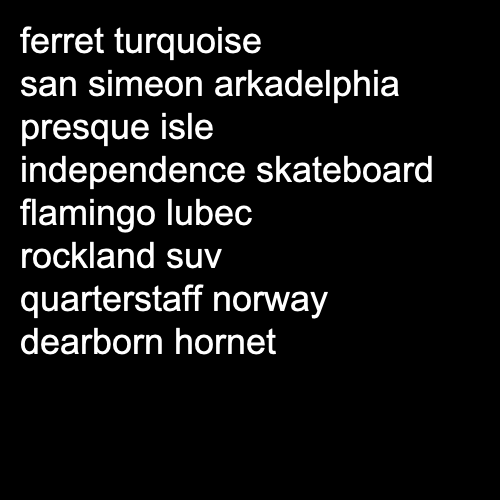 ferret turquoise
san simeon arkadelphia
presque isle
independence skateboard
flamingo lubec
rockland suv
quarterstaff norway
dearborn hornet